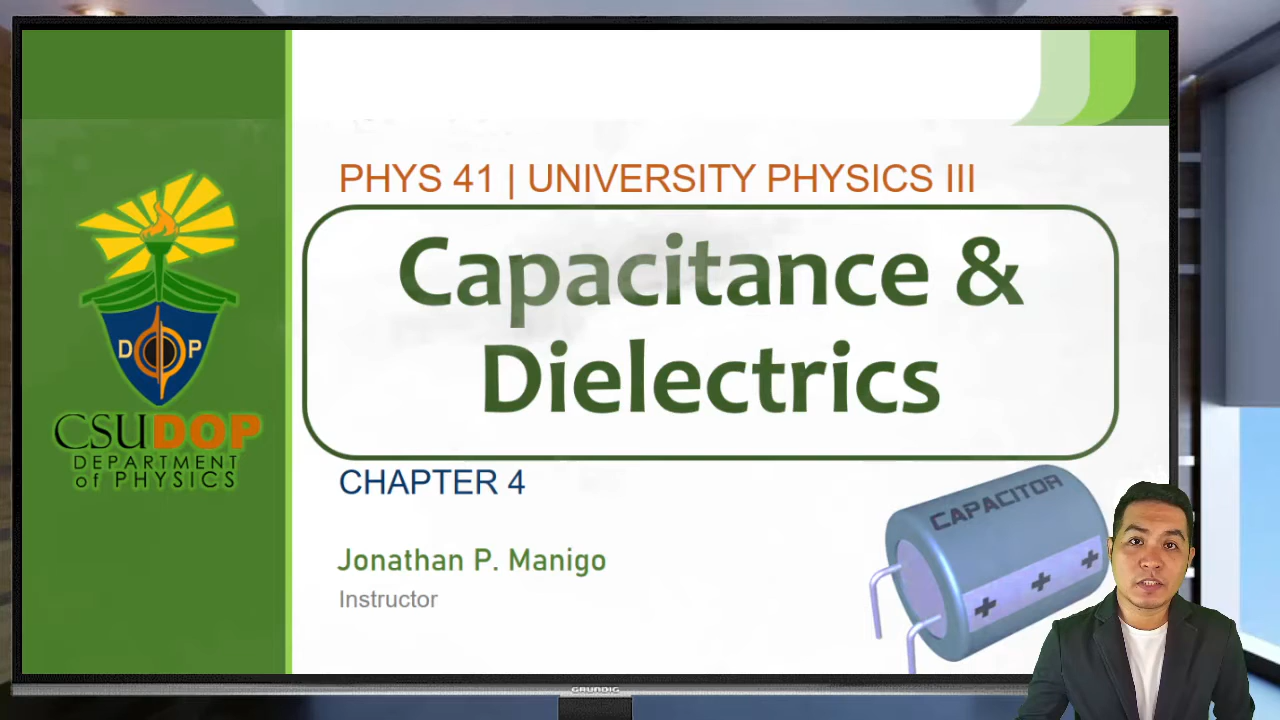 PHYS 41 | UNIVERSITY PHYSICS III
Capacitance &
Dielectrics
CHAPTER 4
Jonathan P. Manigo
Instructor
D P
CSUDOP
DEPARTMENT
of PHYSICS
CAPACITOR
+ + +
GRUNDIG